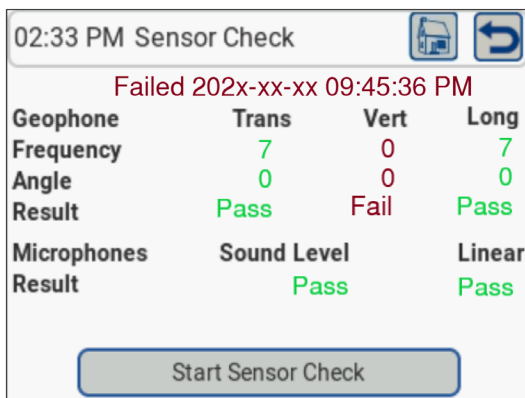 02:33 PM Sensor Check
Failed 202x-xx-xx 09:45:36 PM
Geophone Trans Vert Long
Frequency 7 0 7
Angle 0 0 0
Result Pass Fail Pass
Microphones Sound Level Linear
Result Pass Pass
Start Sensor Check